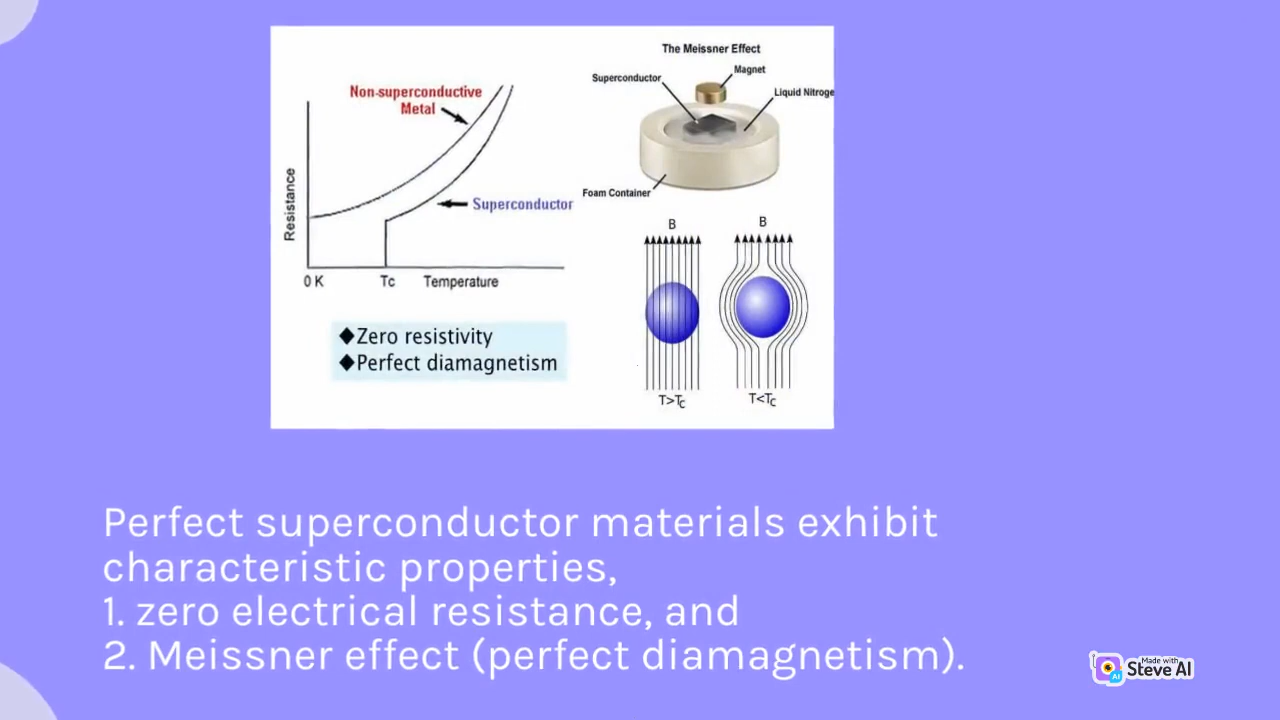 Non-superconductive
Metal
Superconductor
Resistance
0 K
Tc
Temperature
◆Zero resistivity
◆Perfect diamagnetism
The Meissner Effect
Superconductor
Magnet
Liquid Nitroge
Foam Container
B
B
T>Tc
T<Tc
Perfect superconductor materials exhibit
characteristic properties,
1. zero electrical resistance, and
2. Meissner effect (perfect diamagnetism).
Made with
Steve AI
AI